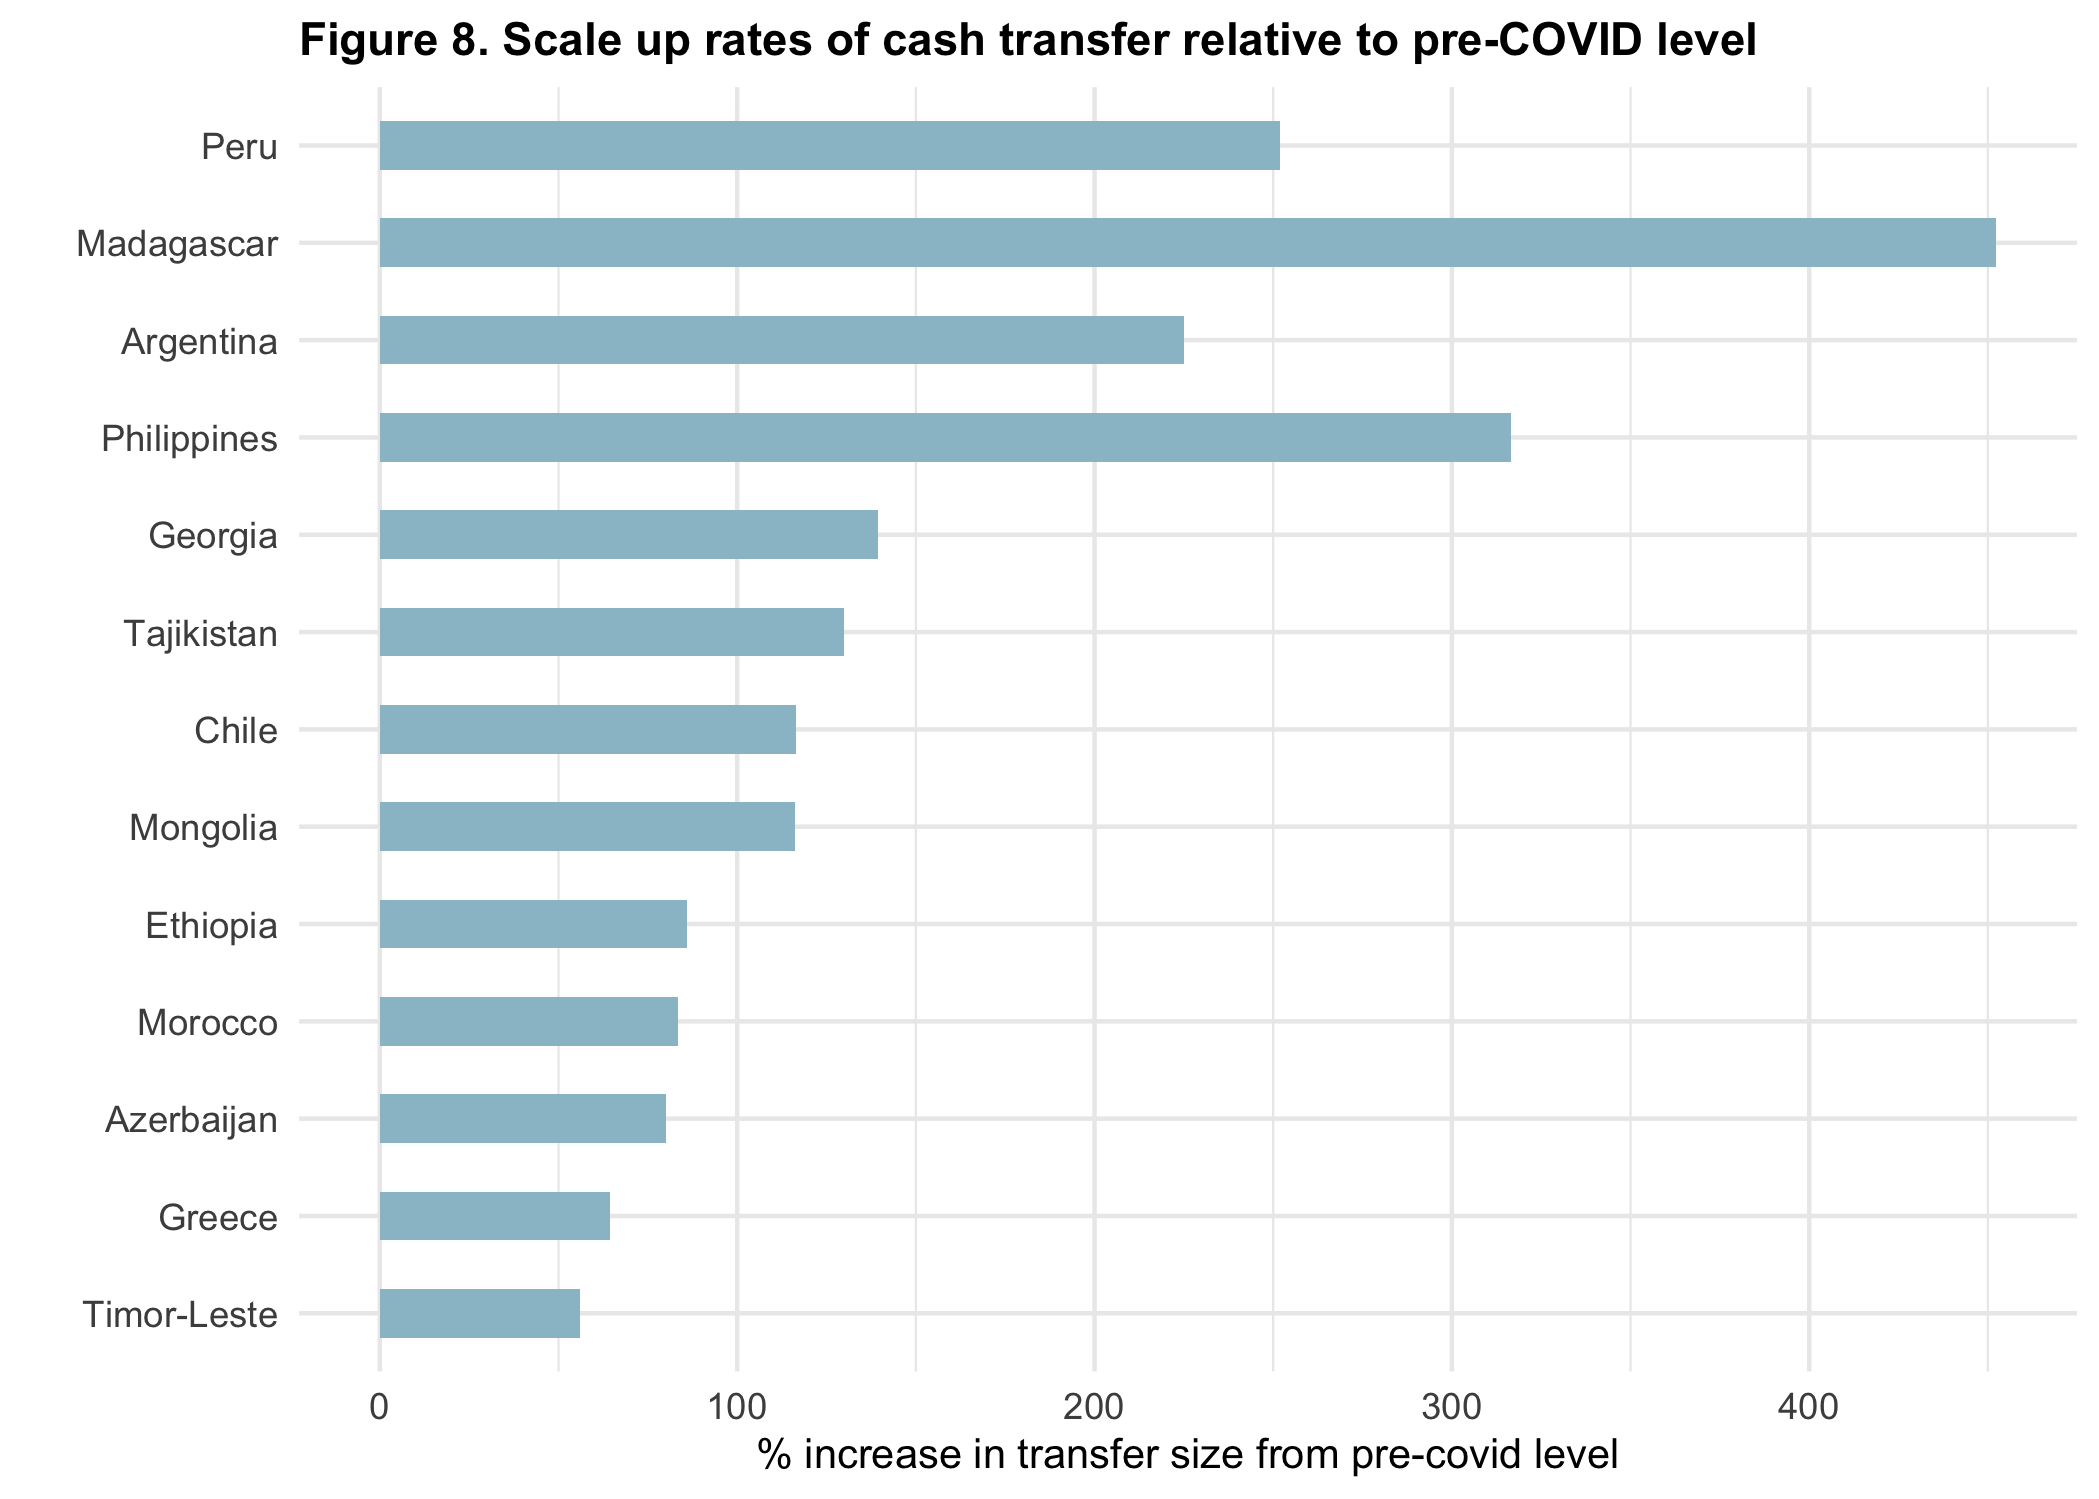 Figure 8. Scale up rates of cash transfer relative to pre-COVID level
Peru
Madagascar
Argentina
Philippines
Georgia
Tajikistan
Chile
Mongolia
Ethiopia
Morocco
Azerbaijan
Greece
Timor-Leste
0 100 200 300 400
% increase in transfer size from pre-covid level